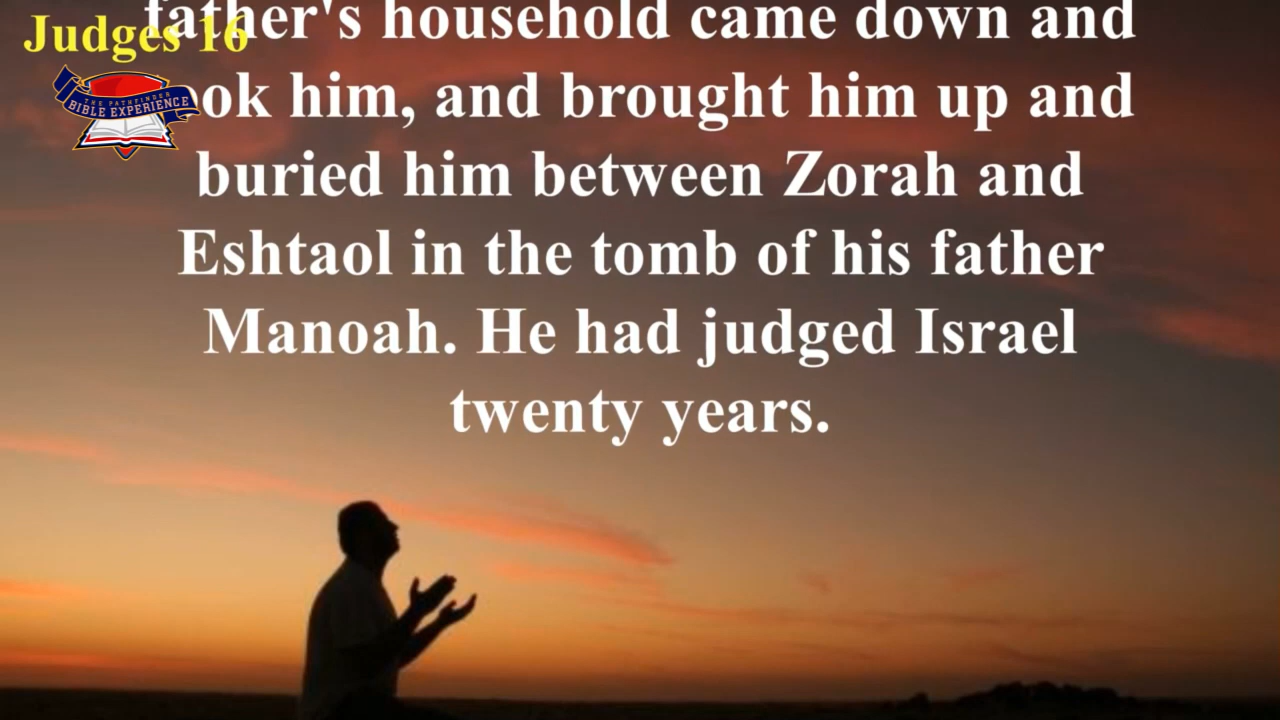 Judges 16
father's household came down and
THE PATHFINDER
BIBLE EXPERIENCE
ook him, and brought him up and
buried him between Zorah and
Eshtaol in the tomb of his father
Manoah. He had judged Israel
twenty years.